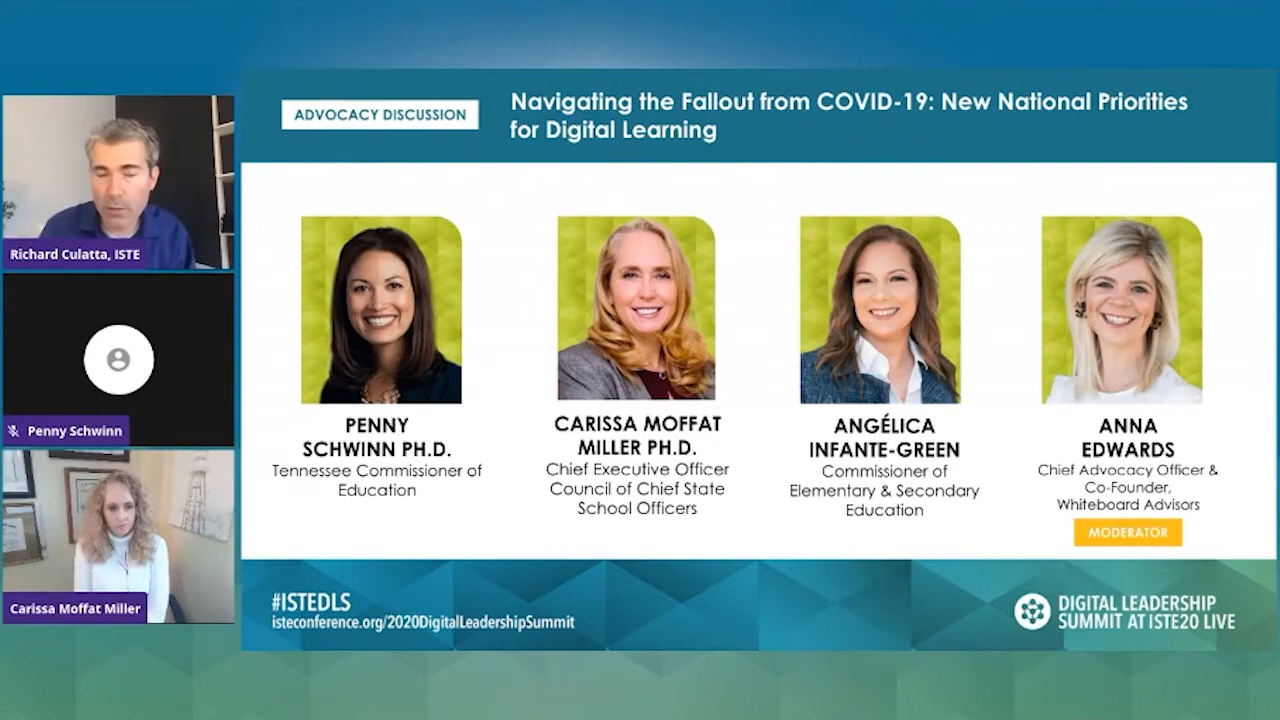 ADVOCACY DISCUSSION
Navigating the Fallout from COVID-19: New National Priorities
for Digital Learning
Richard Culatta, ISTE
Penny Schwinn
Carissa Moffat Miller
PENNY
SCHWINN PH.D.
Tennessee Commissioner of
Education
CARISSA MOFFAT
MILLER PH.D.
Chief Executive Officer
Council of Chief State
School Officers
ANGÉLICA
INFANTE-GREEN
Commissioner of
Elementary & Secondary
Education
ANNA
EDWARDS
Chief Advocacy Officer &
Co-Founder,
Whiteboard Advisors
MODERATOR
#ISTEDLS
isteconference.org/2020DigitalLeadershipSummit
DIGITAL LEADERSHIP
SUMMIT AT ISTE20 LIVE